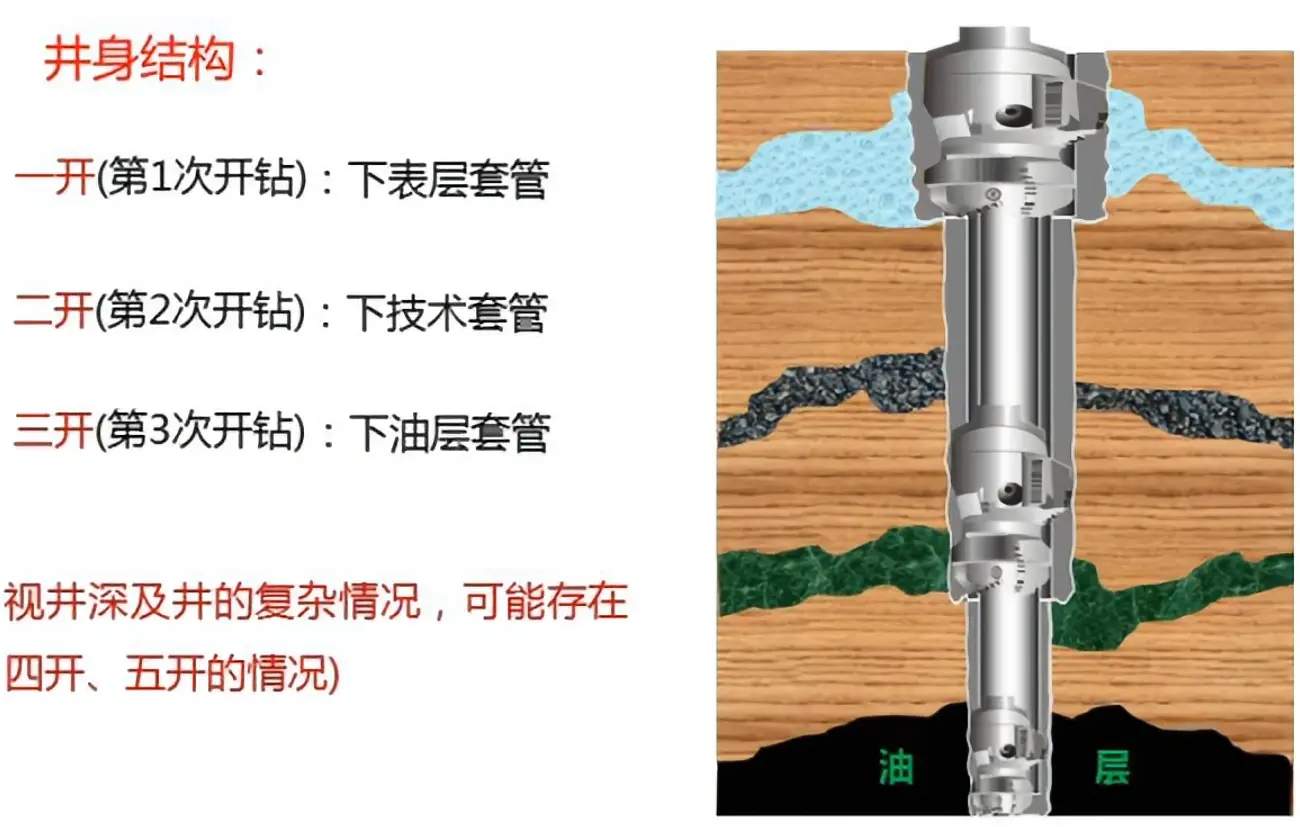 井身结构：
一开(第1次开钻)：下表层套管
二开(第2次开钻)：下技术套管
三开(第3次开钻)：下油层套管
视井深及井的复杂情况，可能存在
四开、五开的情况)
油 层